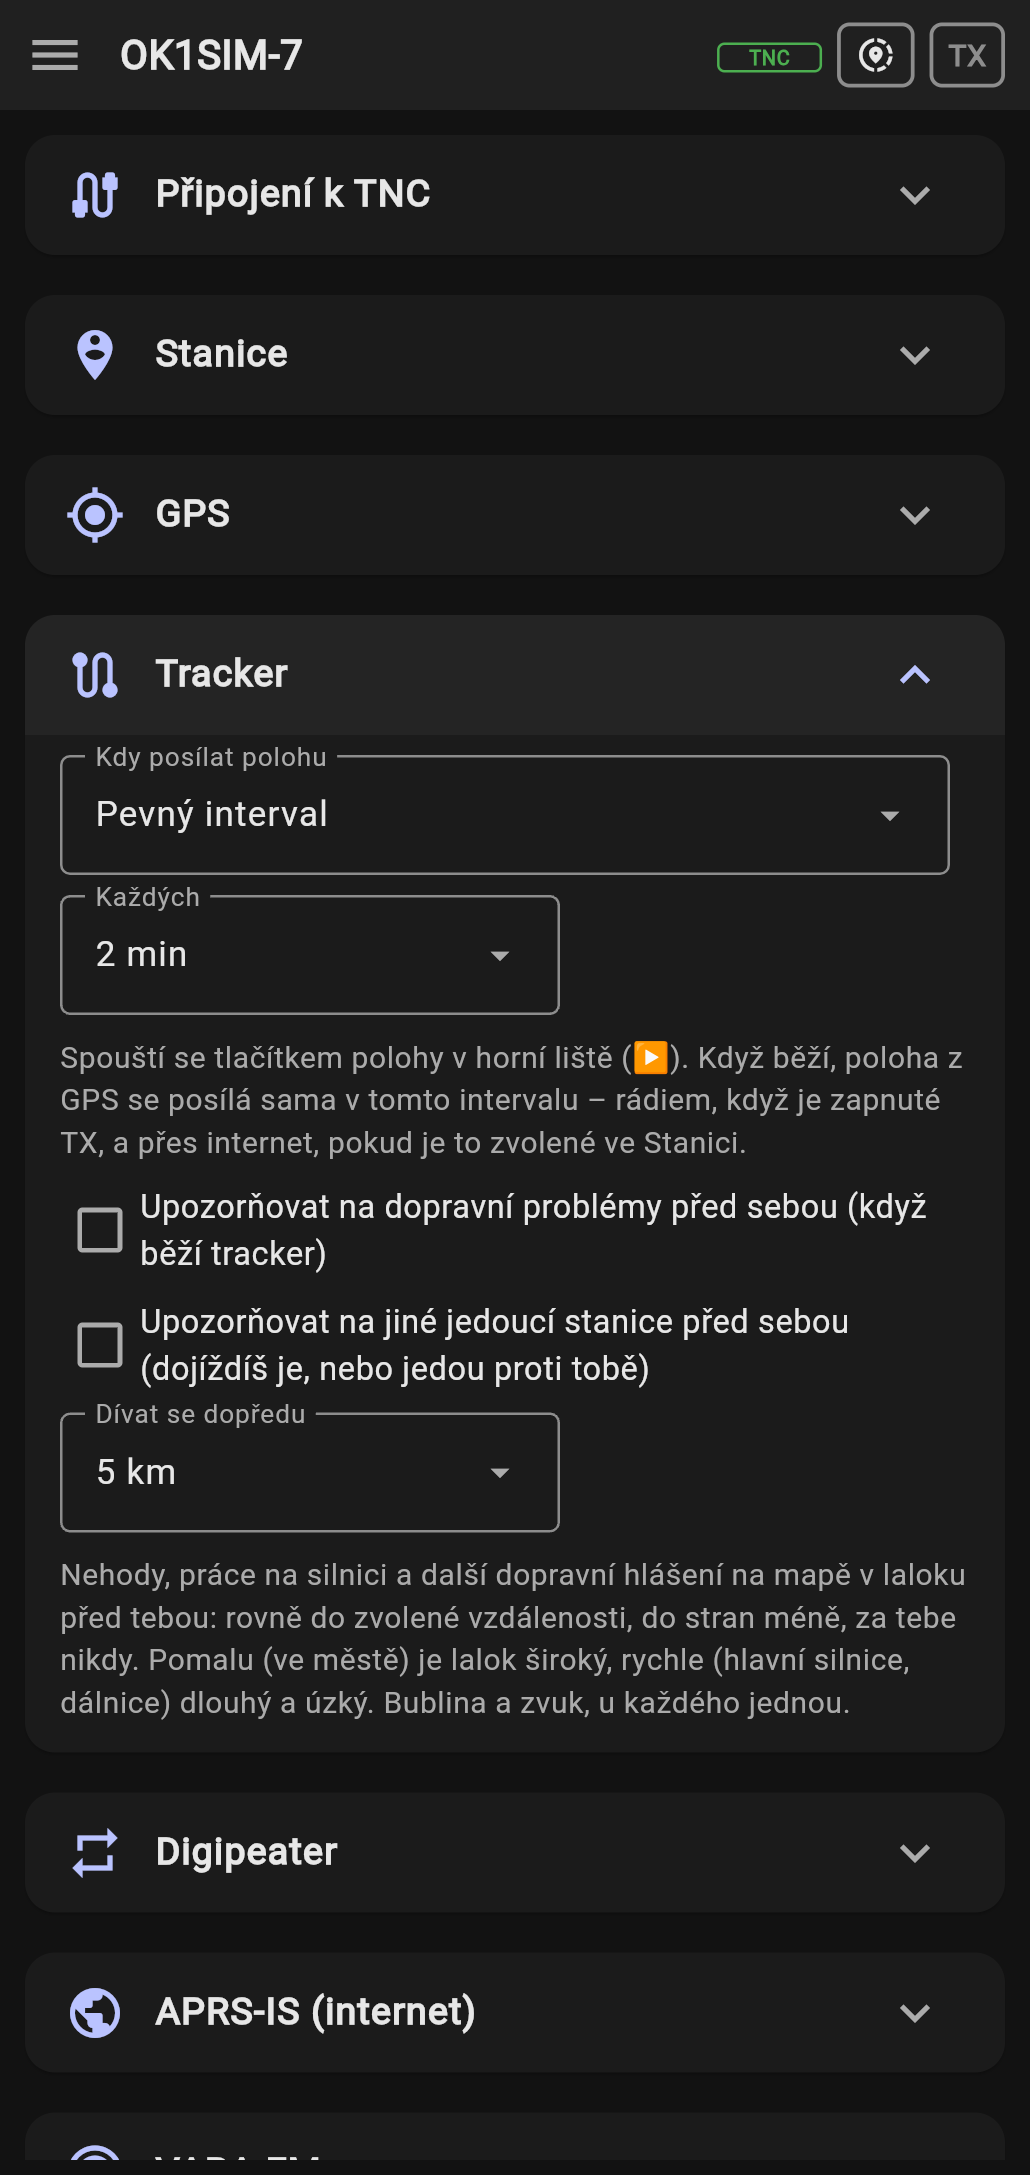 OK1SIM-7
TNC
TX
Připojení k TNC
Stanice
GPS
Tracker
Kdy posílat polohu
Pevný interval
Každých
2 min
Spouští se tlačítkem polohy v horní liště (▶️). Když běží, poloha z
GPS se posílá sama v tomto intervalu – rádiem, když je zapnuté
TX, a přes internet, pokud je to zvolené ve Stanici.
Upozorňovat na dopravní problémy před sebou (když
běží tracker)
Upozorňovat na jiné jedoucí stanice před sebou
(dojíždíš je, nebo jedou proti tobě)
Dívat se dopředu
5 km
Nehody, práce na silnici a další dopravní hlášení na mapě v laloku
před tebou: rovně do zvolené vzdálenosti, do stran méně, za tebe
nikdy. Pomalu (ve městě) je lalok široký, rychle (hlavní silnice,
dálnice) dlouhý a úzký. Bublina a zvuk, u každého jednou.
Digipeater
APRS-IS (internet)